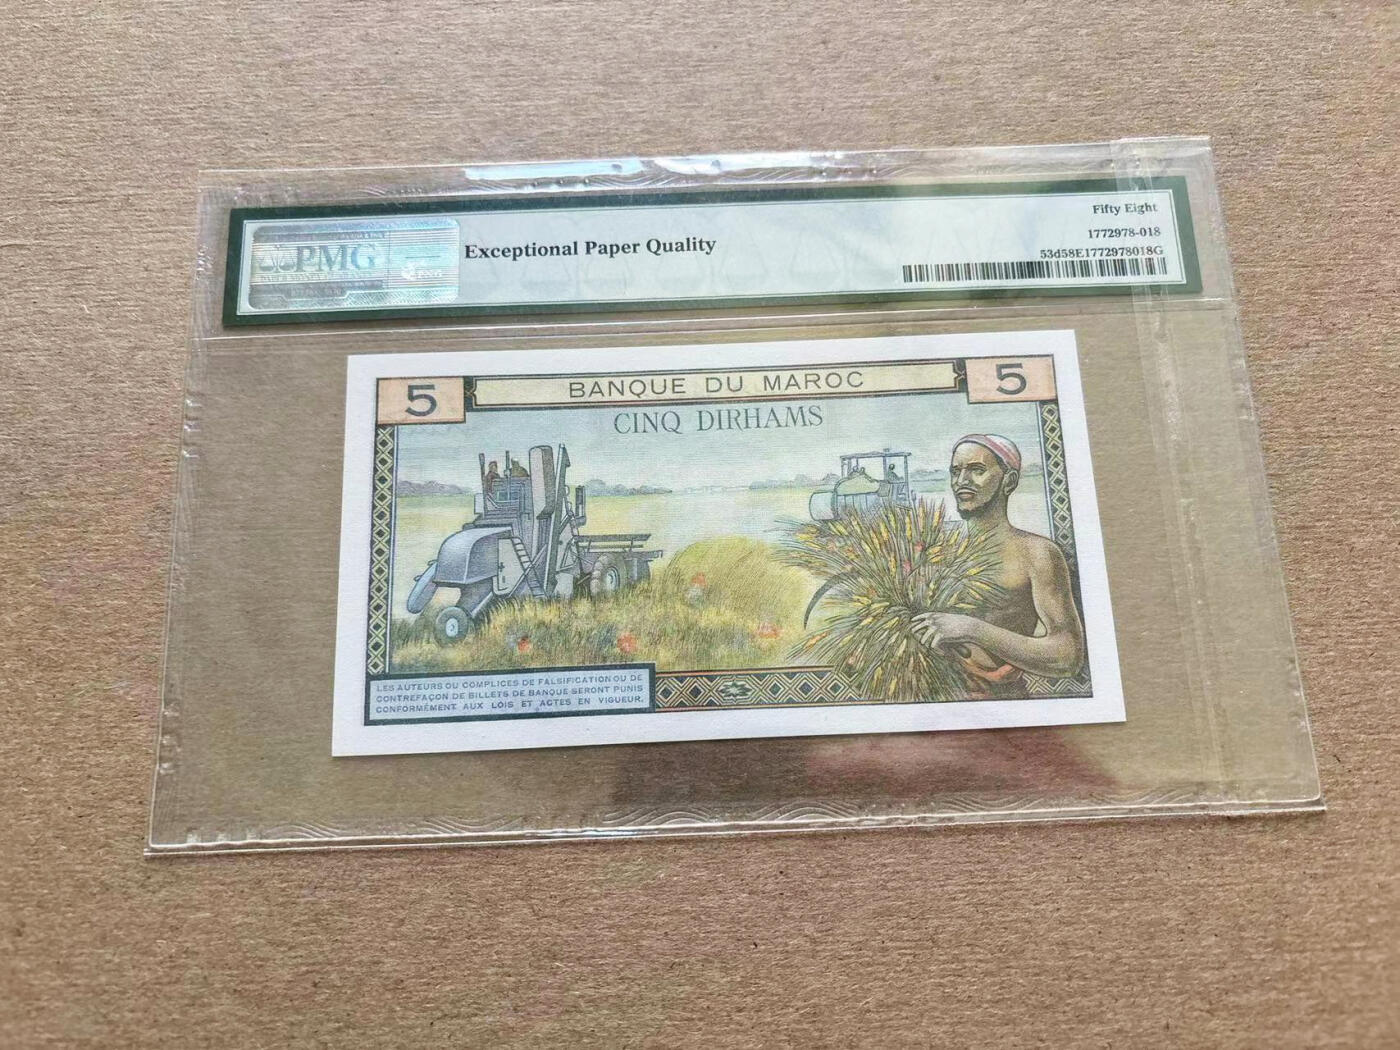 PMG
Exceptional Paper Quality
Fifty Eight
1772978-018
53d58E1772978018G
5
BANQUE DU MAROC
5
CINQ DIRHAMS
LES AUTEURS OU COMPLICES DE FALSIFICATION OU DE
CONTREFAÇON DE BILLETS DE BANQUE SERONT PUNIS
CONFORMÉMENT AUX LOIS ET ACTES EN VIGUEUR.